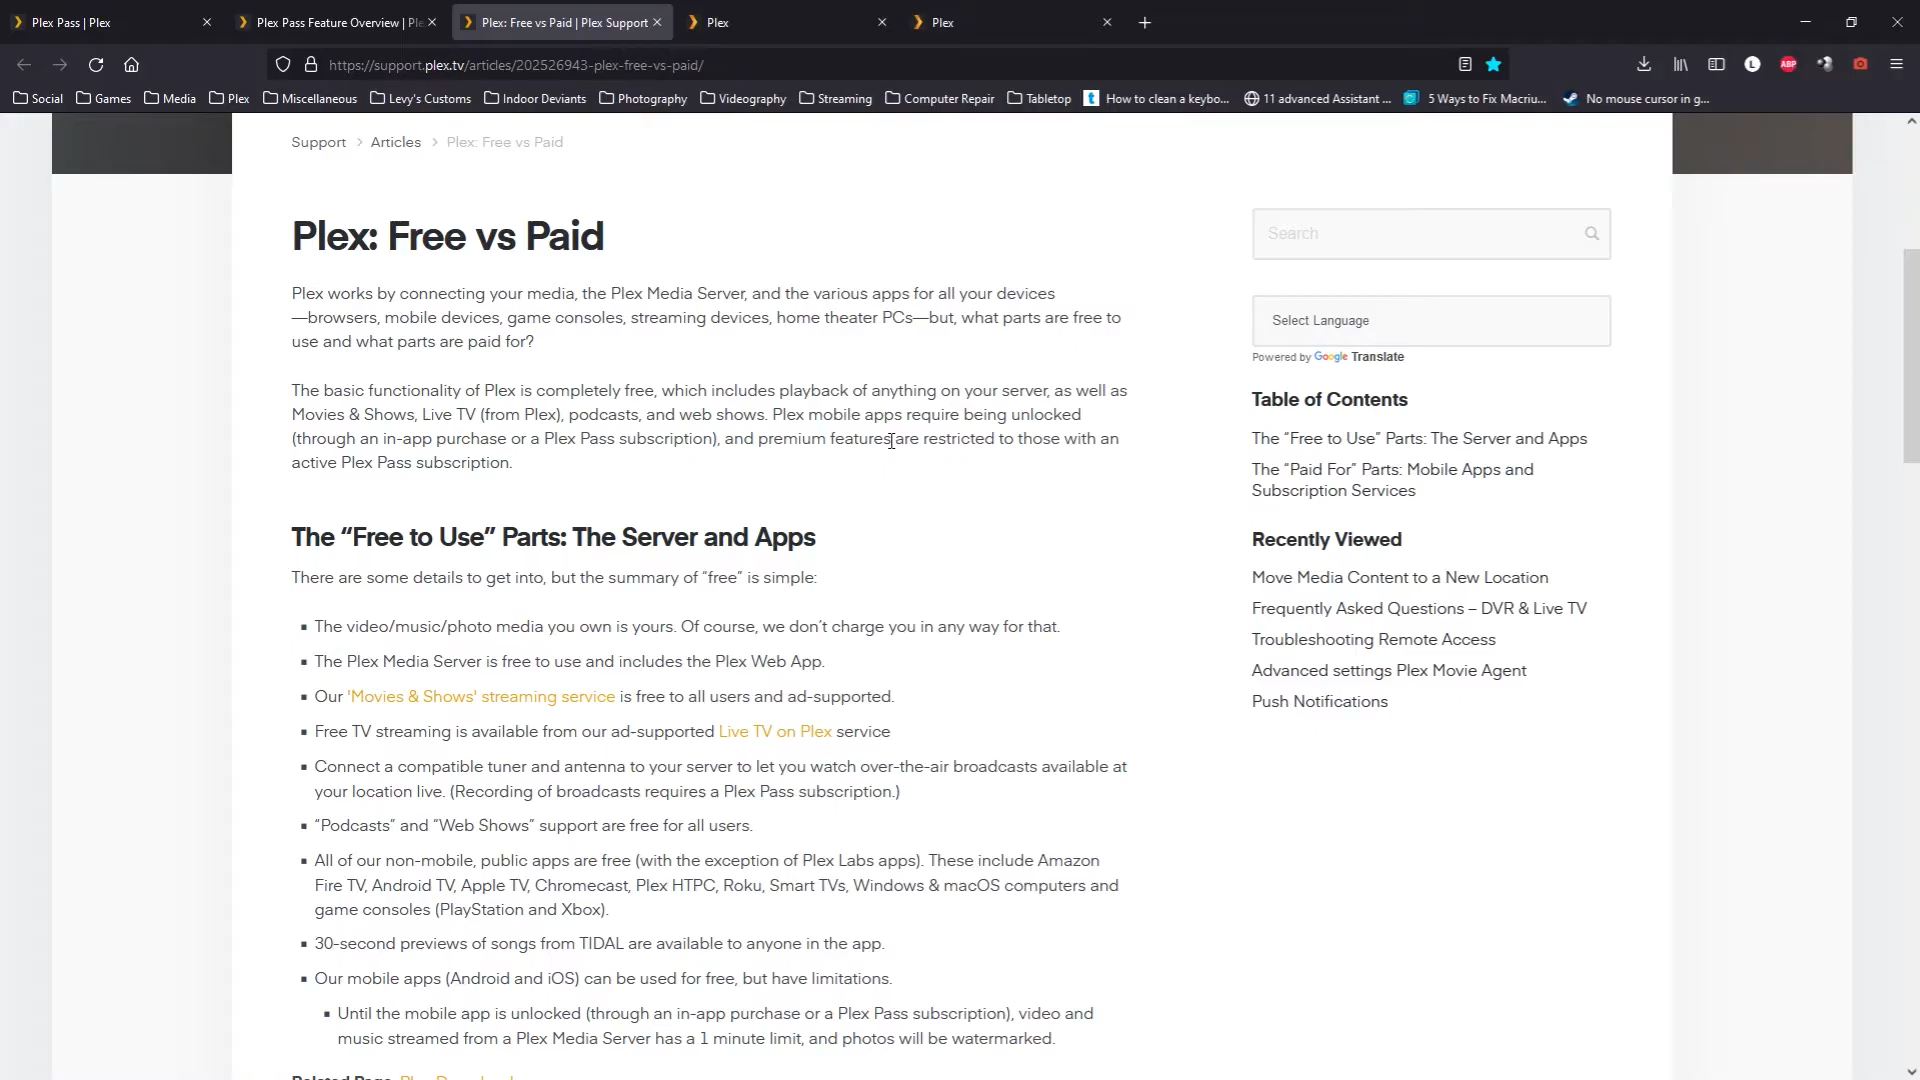 Plex Pass | Plex
Plex Pass Feature Overview | Ple
Plex: Free vs Paid | Plex Support
Plex
Plex
https://support.plex.tv/articles/202526943-plex-free-vs-paid/
L
ABP
Social
Games
Media
Plex
Miscellaneous
Levy's Customs
Indoor Deviants
Photography
Videography
Streaming
Computer Repair
Tabletop
t
How to clean a keybo...
11 advanced Assistant ...
5 Ways to Fix Macriu...
No mouse cursor in g...
Support > Articles > Plex: Free vs Paid
Plex: Free vs Paid
Plex works by connecting your media, the Plex Media Server, and the various apps for all your devices
—browsers, mobile devices, game consoles, streaming devices, home theater PCs—but, what parts are free to
use and what parts are paid for?
The basic functionality of Plex is completely free, which includes playback of anything on your server, as well as
Movies & Shows, Live TV (from Plex), podcasts, and web shows. Plex mobile apps require being unlocked
(through an in-app purchase or a Plex Pass subscription), and premium features are restricted to those with an
active Plex Pass subscription.
The “Free to Use” Parts: The Server and Apps
There are some details to get into, but the summary of “free” is simple:
▪ The video/music/photo media you own is yours. Of course, we don’t charge you in any way for that.
▪ The Plex Media Server is free to use and includes the Plex Web App.
▪ Our 'Movies & Shows' streaming service is free to all users and ad-supported.
▪ Free TV streaming is available from our ad-supported Live TV on Plex service
▪ Connect a compatible tuner and antenna to your server to let you watch over-the-air broadcasts available at
your location live. (Recording of broadcasts requires a Plex Pass subscription.)
▪ “Podcasts” and “Web Shows” support are free for all users.
▪ All of our non-mobile, public apps are free (with the exception of Plex Labs apps). These include Amazon
Fire TV, Android TV, Apple TV, Chromecast, Plex HTPC, Roku, Smart TVs, Windows & macOS computers and
game consoles (PlayStation and Xbox).
▪ 30-second previews of songs from TIDAL are available to anyone in the app.
▪ Our mobile apps (Android and iOS) can be used for free, but have limitations.
▪ Until the mobile app is unlocked (through an in-app purchase or a Plex Pass subscription), video and
music streamed from a Plex Media Server has a 1 minute limit, and photos will be watermarked.
Search
Select Language
Powered by Google Translate
Table of Contents
The “Free to Use” Parts: The Server and Apps
The “Paid For” Parts: Mobile Apps and
Subscription Services
Recently Viewed
Move Media Content to a New Location
Frequently Asked Questions – DVR & Live TV
Troubleshooting Remote Access
Advanced settings Plex Movie Agent
Push Notifications